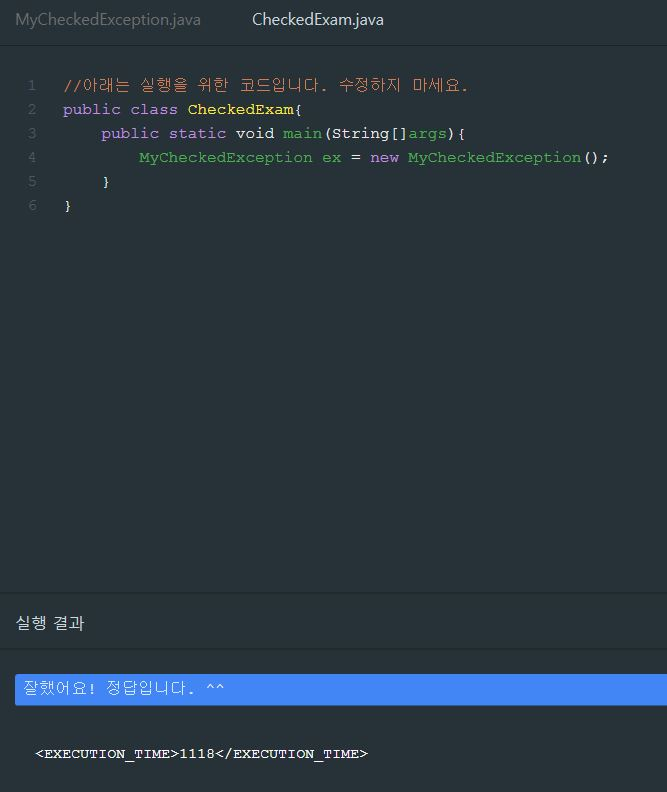 MyCheckedException.java CheckedExam.java
1 //아래는 실행을 위한 코드입니다. 수정하지 마세요.
2 public class CheckedExam{
3 public static void main(String[]args){
4 MyCheckedException ex = new MyCheckedException();
5 }
6 }
실행 결과
잘했어요! 정답입니다. ^^
<EXECUTION_TIME>1118</EXECUTION_TIME>